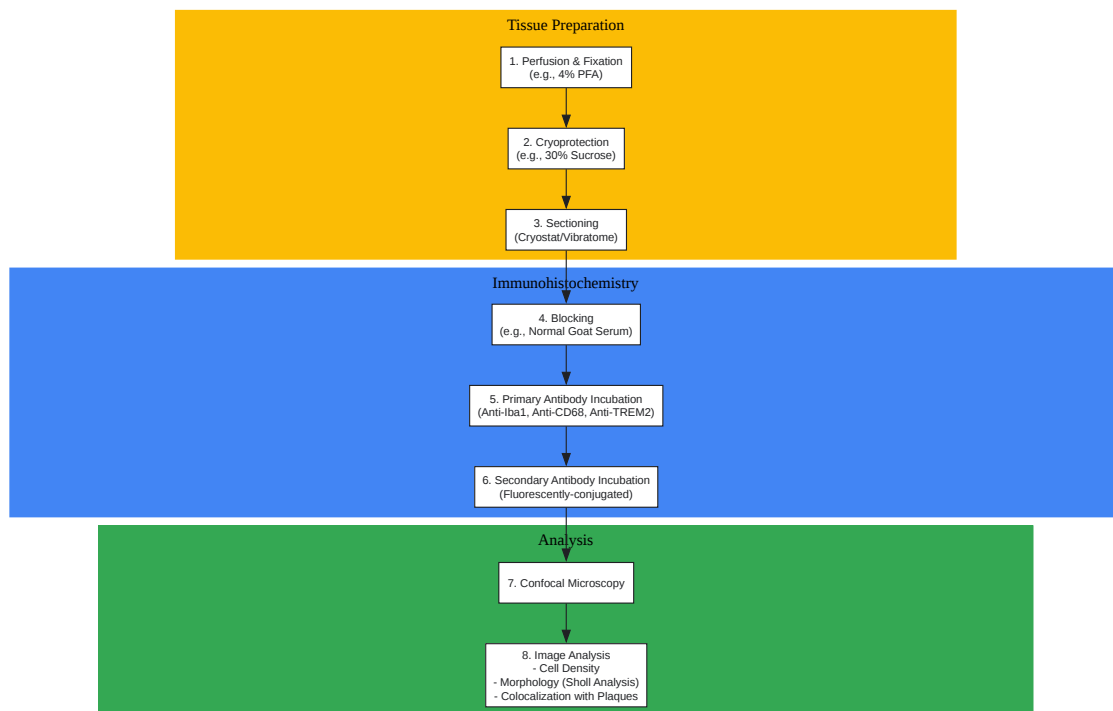 Tissue Preparation
1. Perfusion & Fixation
(e.g., 4% PFA)
2. Cryoprotection
(e.g., 30% Sucrose)
3. Sectioning
(Cryostat/Vibratome)
Immunohistochemistry
4. Blocking
(e.g., Normal Goat Serum)
5. Primary Antibody Incubation
(Anti-Iba1, Anti-CD68, Anti-TREM2)
6. Secondary Antibody Incubation
(Fluorescently-conjugated)
Analysis
7. Confocal Microscopy
8. Image Analysis
- Cell Density
- Morphology (Sholl Analysis)
- Colocalization with Plaques